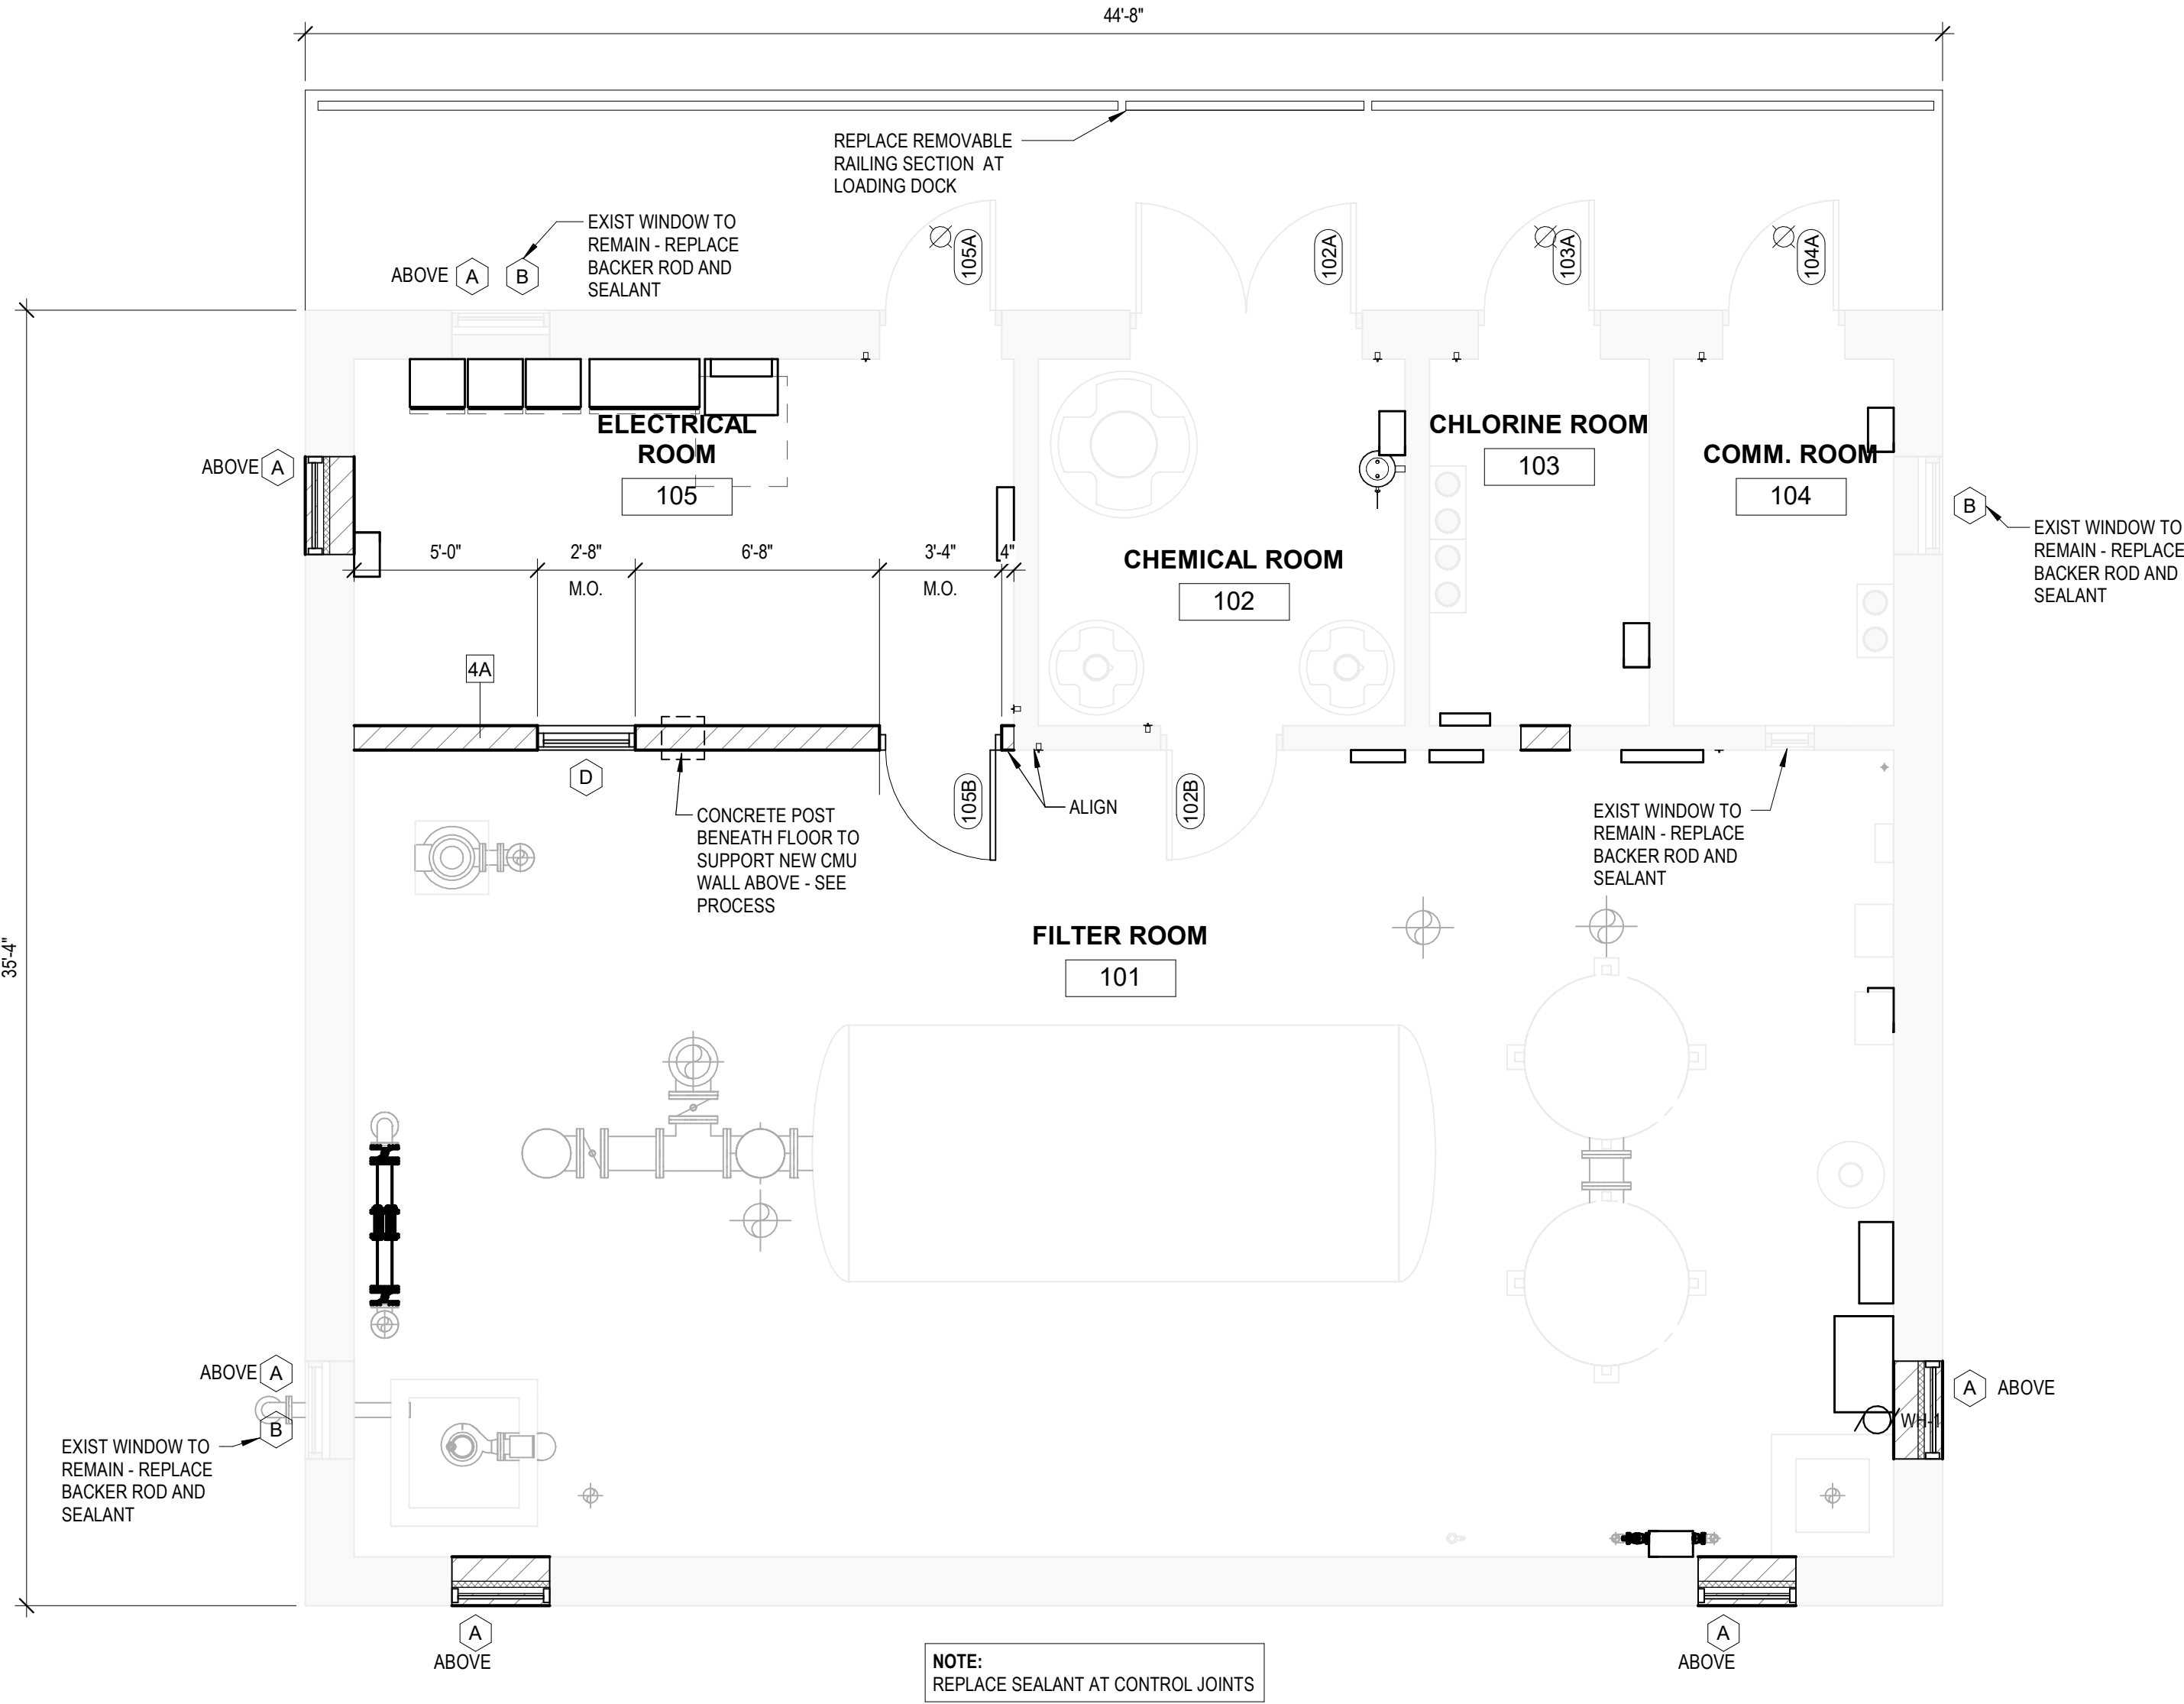 44'-8"
REPLACE REMOVABLE
RAILING SECTION AT
LOADING DOCK
EXIST WINDOW TO
REMAIN - REPLACE
BACKER ROD AND
SEALANT
ABOVE A B
105A
102A
103A
104A
ABOVE A
ELECTRICAL
ROOM
105
CHLORINE ROOM
103
COMM. ROOM
104
B
EXIST WINDOW TO
REMAIN - REPLACE
BACKER ROD AND
SEALANT
5'-0"
2'-8"
M.O.
6'-8"
3'-4"
M.O.
4"
CHEMICAL ROOM
102
4A
D
CONCRETE POST
BENEATH FLOOR TO
SUPPORT NEW CMU
WALL ABOVE - SEE
PROCESS
105B
ALIGN
102B
EXIST WINDOW TO
REMAIN - REPLACE
BACKER ROD AND
SEALANT
35'-4"
FILTER ROOM
101
ABOVE A
B
EXIST WINDOW TO
REMAIN - REPLACE
BACKER ROD AND
SEALANT
A ABOVE
WH-1
A
ABOVE
A
ABOVE
NOTE:
REPLACE SEALANT AT CONTROL JOINTS